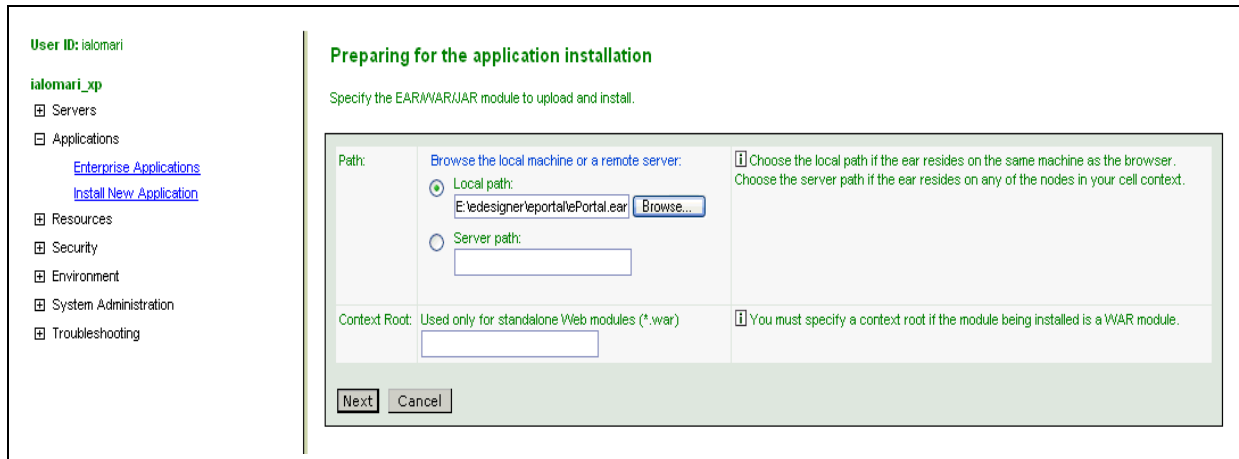 User ID: ialomari
ialomari_xp
Servers
Applications
Enterprise Applications
Install New Application
Resources
Security
Environment
System Administration
Troubleshooting
Preparing for the application installation
Specify the EAR/WAR/JAR module to upload and install.
Path:
Browse the local machine or a remote server:
Local path:
E:\edesigner\eportal\ePortal.ear Browse...
Server path:
Choose the local path if the ear resides on the same machine as the browser.
Choose the server path if the ear resides on any of the nodes in your cell context.
Context Root: Used only for standalone Web modules (*.war)
You must specify a context root if the module being installed is a WAR module.
Next Cancel